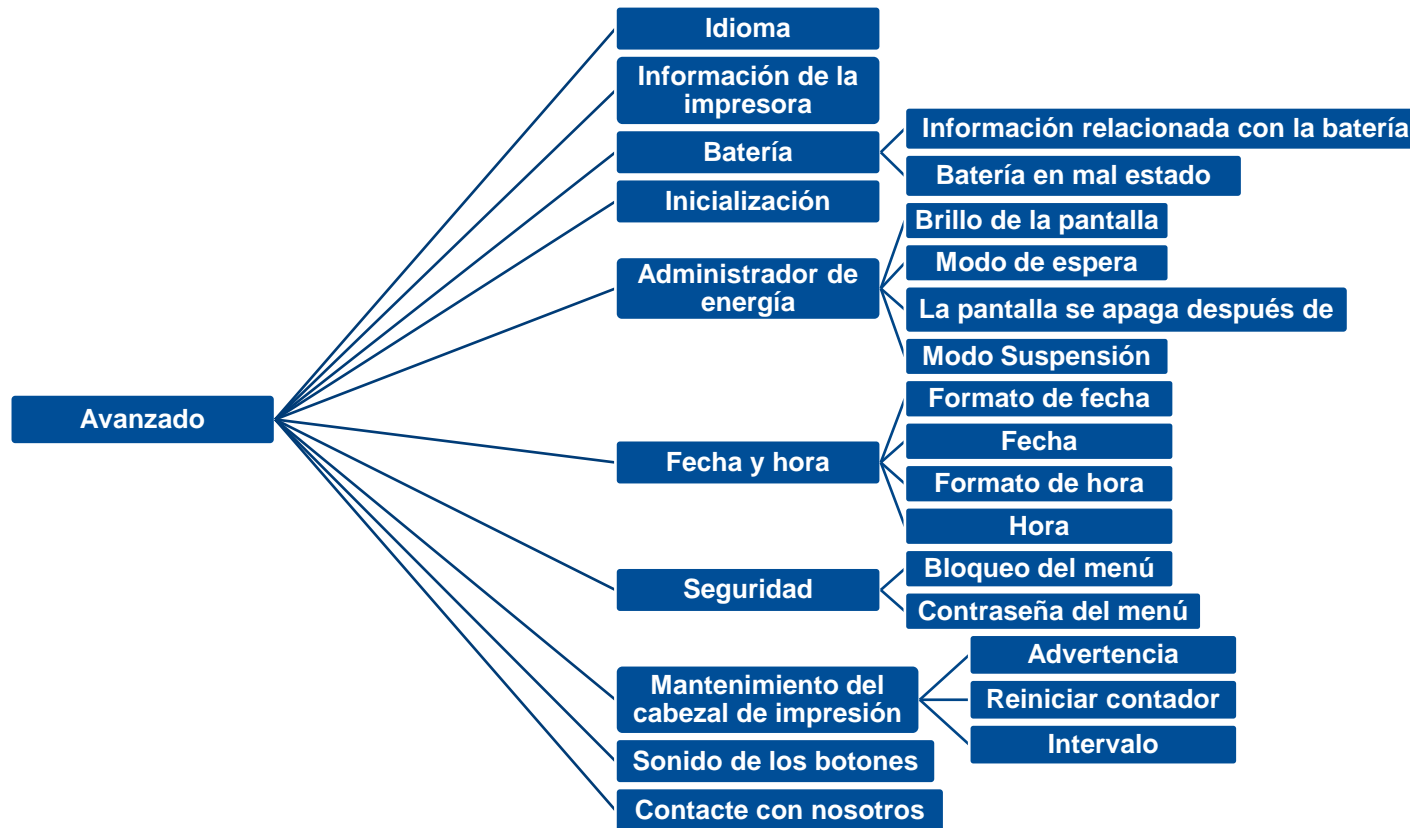 Idioma
Información de la
impresora
Información relacionada con la batería
Batería
Batería en mal estado
Inicialización
Brillo de la pantalla
Administrador de
energía
Modo de espera
La pantalla se apaga después de
Modo Suspensión
Avanzado
Formato de fecha
Fecha y hora
Fecha
Formato de hora
Hora
Seguridad
Bloqueo del menú
Contraseña del menú
Mantenimiento del
cabezal de impresión
Advertencia
Reiniciar contador
Intervalo
Sonido de los botones
Contacte con nosotros